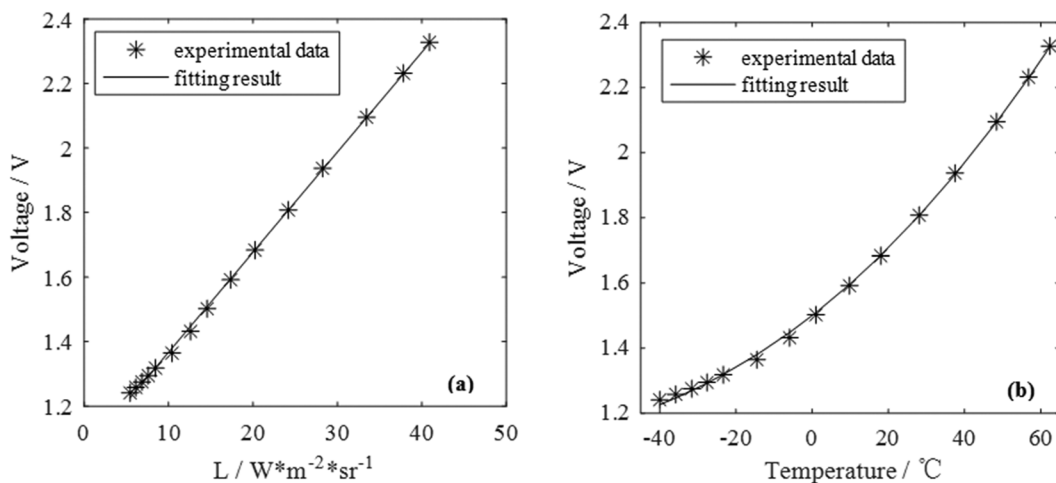 2.4
2.2
2
1.8
1.6
1.4
1.2
Voltage / V
experimental data
fitting result
(a)
0 10 20 30 40 50
L / W*m⁻²*sr⁻¹
2.4
2.2
2
1.8
1.6
1.4
1.2
Voltage / V
experimental data
fitting result
(b)
-40 -20 0 20 40 60
Temperature / ℃